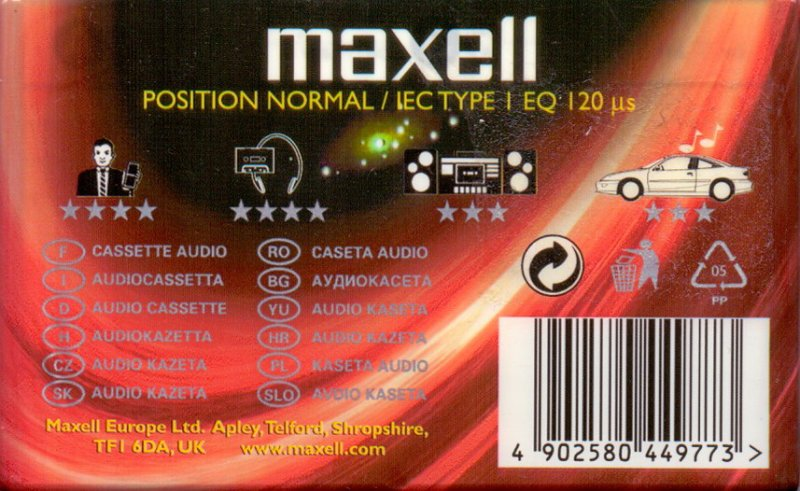 maxell
POSITION NORMAL / IEC TYPE I EQ 120 µs
F CASSETTE AUDIO
I AUDIOCASSETTA
D AUDIO CASSETTE
H AUDIOKAZETTA
CZ AUDIO KAZETA
SK AUDIO KAZETA
RO CASETA AUDIO
BG АУДИОКАСЕТА
YU AUDIO KASETA
HR AUDIO KAZETA
PL KASETA AUDIO
SLO AUDIO KASETA
05
PP
Maxell Europe Ltd. Apley, Telford, Shropshire,
TF1 6DA, UK www.maxell.com
4 902580 449773 >